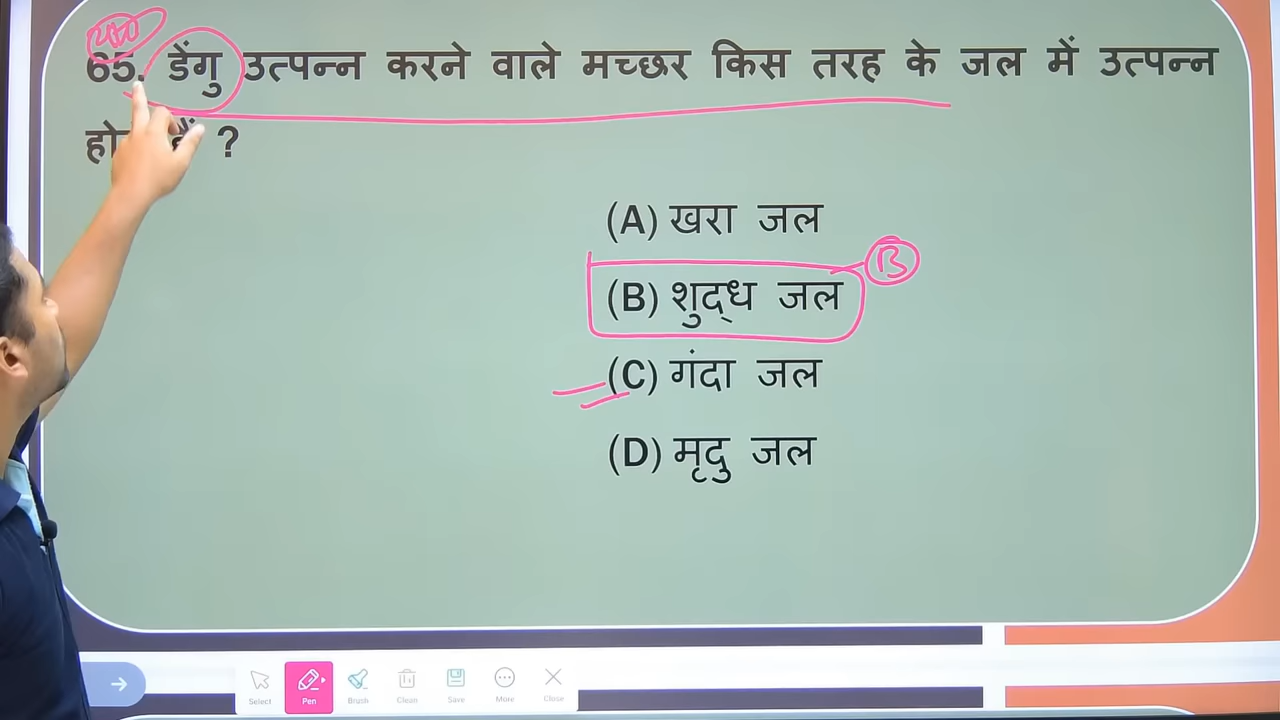 65. डेंगु उत्पन्न करने वाले मच्छर किस तरह के जल में उत्पन्न
?
(A) खरा जल
(B) शुद्ध जल
B
(C) गंदा जल
(D) मृदु जल
Select Pen Brush Clean Save More Close